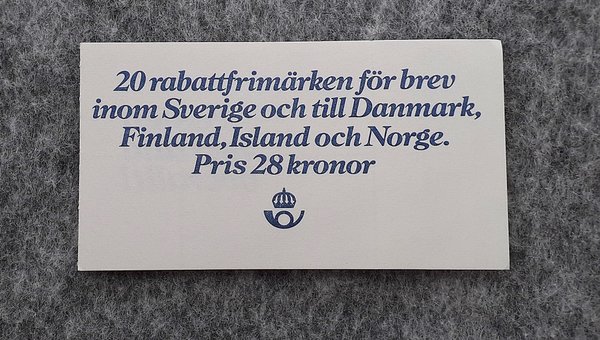 20 rabattfrimärken för brev
inom Sverige och till Danmark,
Finland, Island och Norge.
Pris 28 kronor